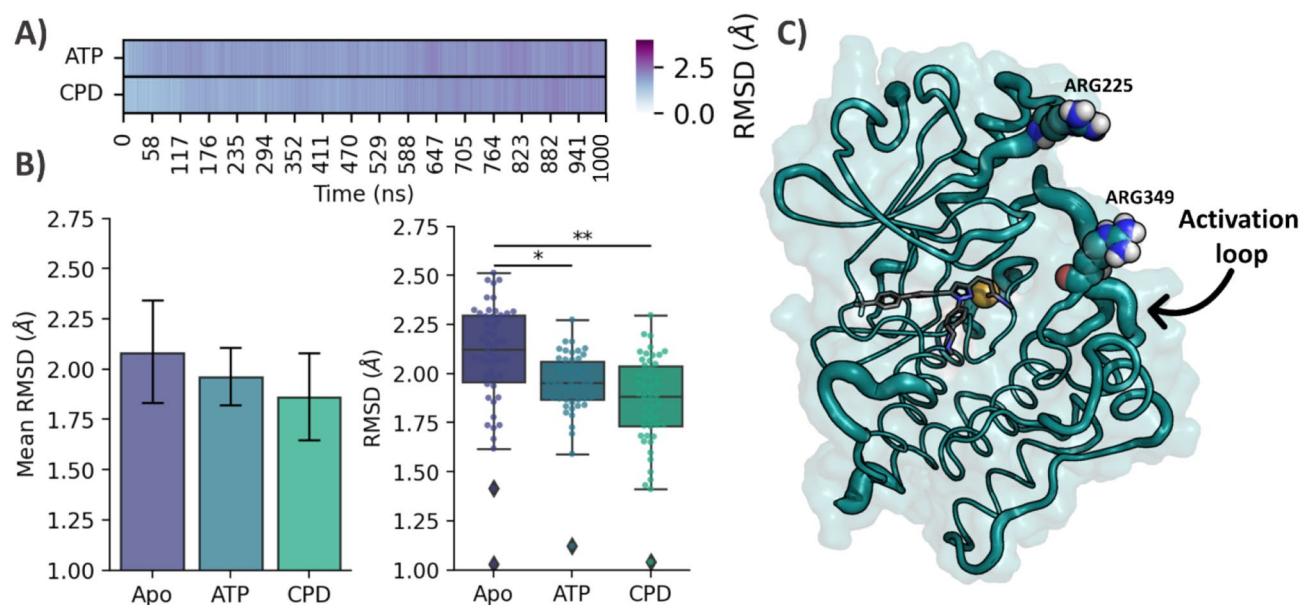 A)
ATP
CPD
2.5
0.0
RMSD (Å)
0 58 117 176 235 294 352 411 470 529 588 647 705 764 823 882 941 1000
Time (ns)
B)
Mean RMSD (Å)
2.75
2.50
2.25
2.00
1.75
1.50
1.25
1.00
Apo ATP CPD
RMSD (Å)
2.75
2.50
2.25
2.00
1.75
1.50
1.25
1.00
**
*
Apo ATP CPD
C)
ARG225
ARG349
Activation
loop